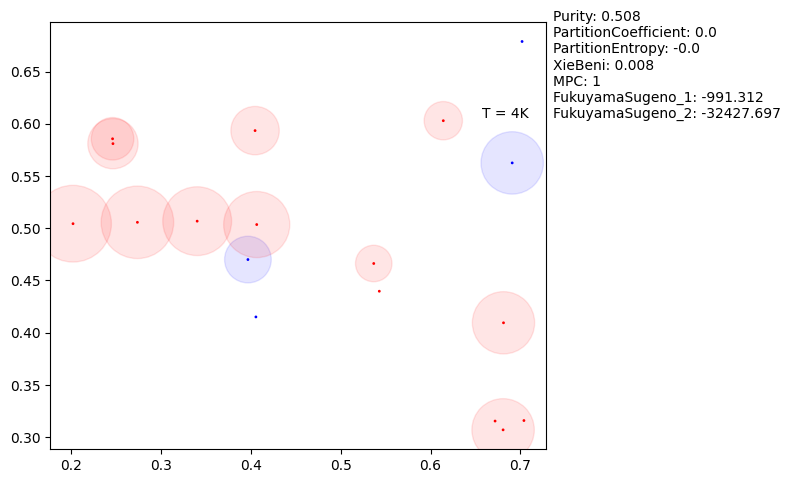 Purity: 0.508
PartitionCoefficient: 0.0
PartitionEntropy: -0.0
XieBeni: 0.008
MPC: 1
FukuyamaSugeno_1: -991.312
FukuyamaSugeno_2: -32427.697
T = 4K
0.65
0.60
0.55
0.50
0.45
0.40
0.35
0.30
0.2 0.3 0.4 0.5 0.6 0.7